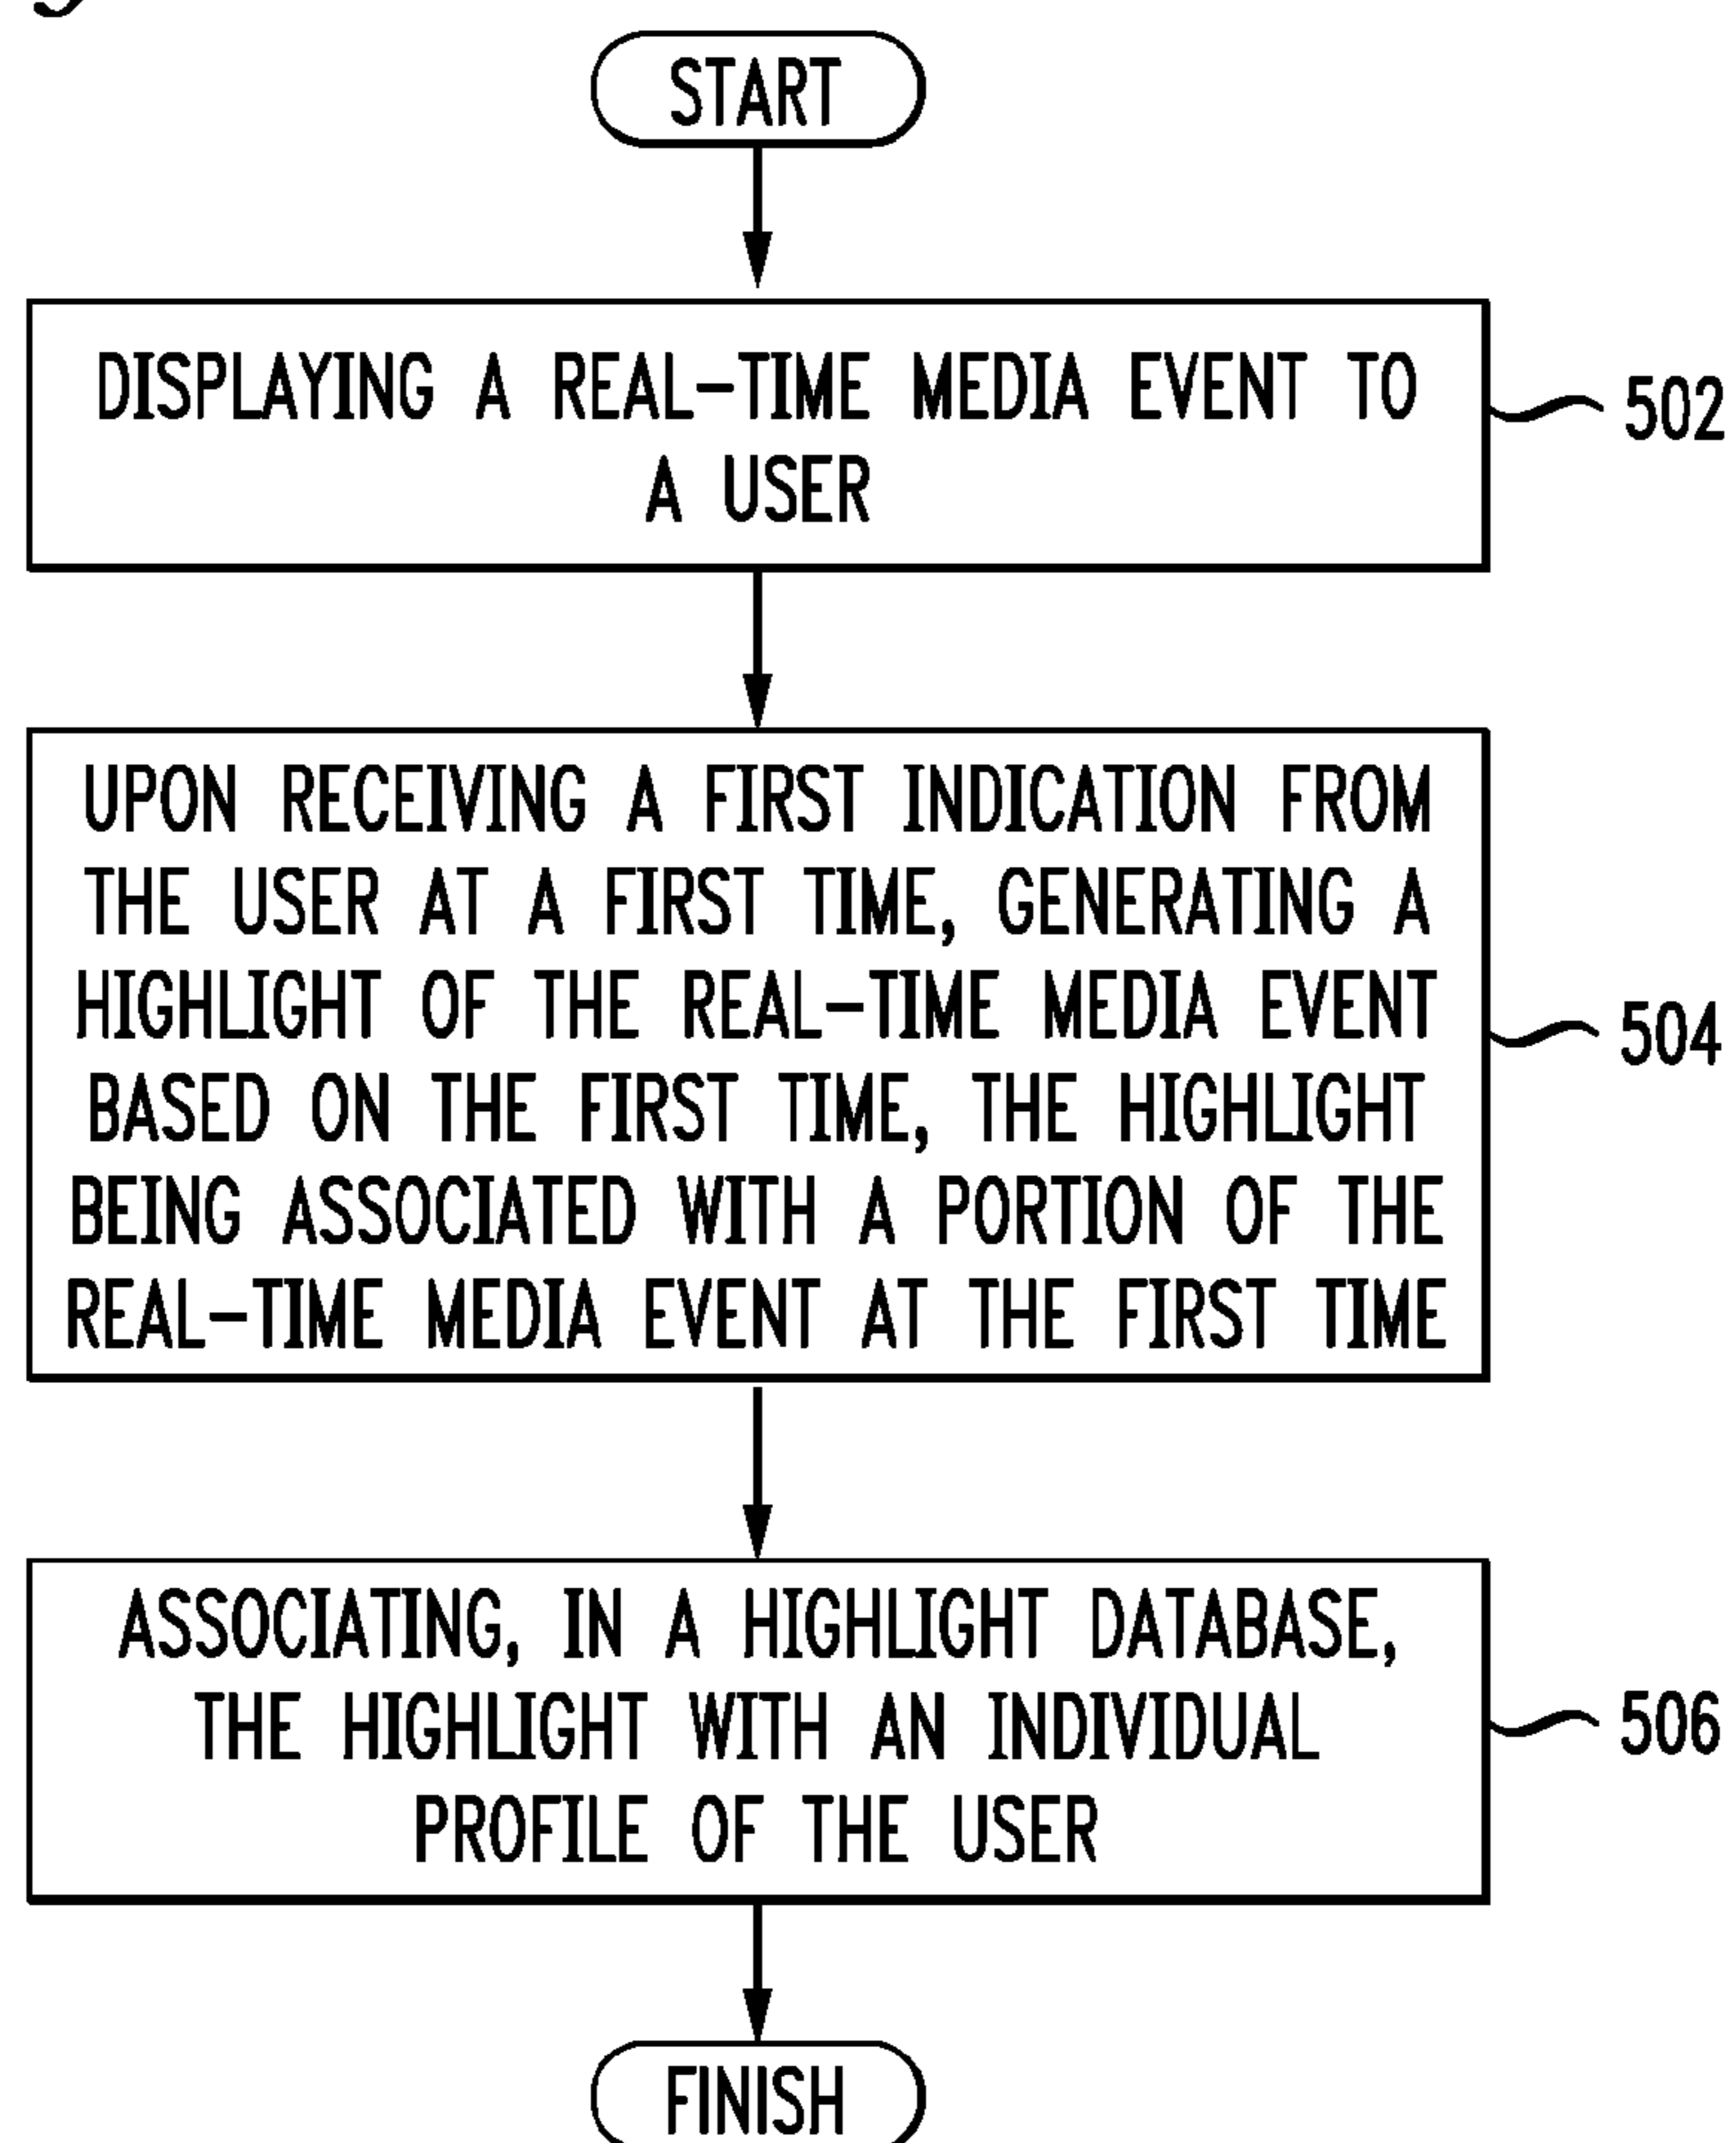 START
DISPLAYING A REAL-TIME MEDIA EVENT TO
A USER
502
UPON RECEIVING A FIRST INDICATION FROM
THE USER AT A FIRST TIME, GENERATING A
HIGHLIGHT OF THE REAL-TIME MEDIA EVENT
BASED ON THE FIRST TIME, THE HIGHLIGHT
BEING ASSOCIATED WITH A PORTION OF THE
REAL-TIME MEDIA EVENT AT THE FIRST TIME
504
ASSOCIATING, IN A HIGHLIGHT DATABASE,
THE HIGHLIGHT WITH AN INDIVIDUAL
PROFILE OF THE USER
506
FINISH